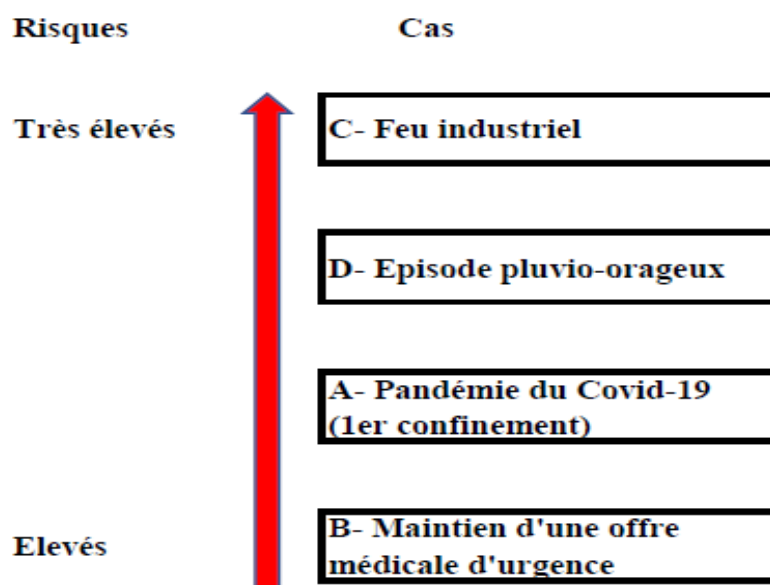 Risques Cas
Très élevés C- Feu industriel
D- Episode pluvio-orageux
A- Pandémie du Covid-19
(1er confinement)
B- Maintien d'une offre
Elevés
médicale d'urgence